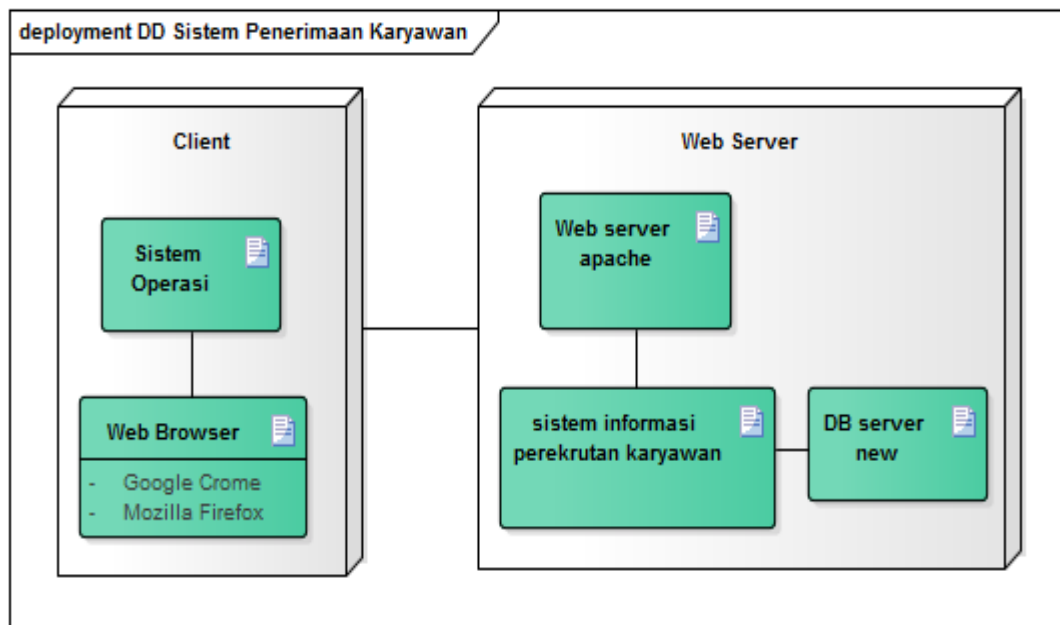 deployment DD Sistem Penerimaan Karyawan
Client
Sistem
Operasi
Web Browser
- Google Crome
- Mozilla Firefox
Web Server
Web server
apache
sistem informasi
perekrutan karyawan
DB server
new